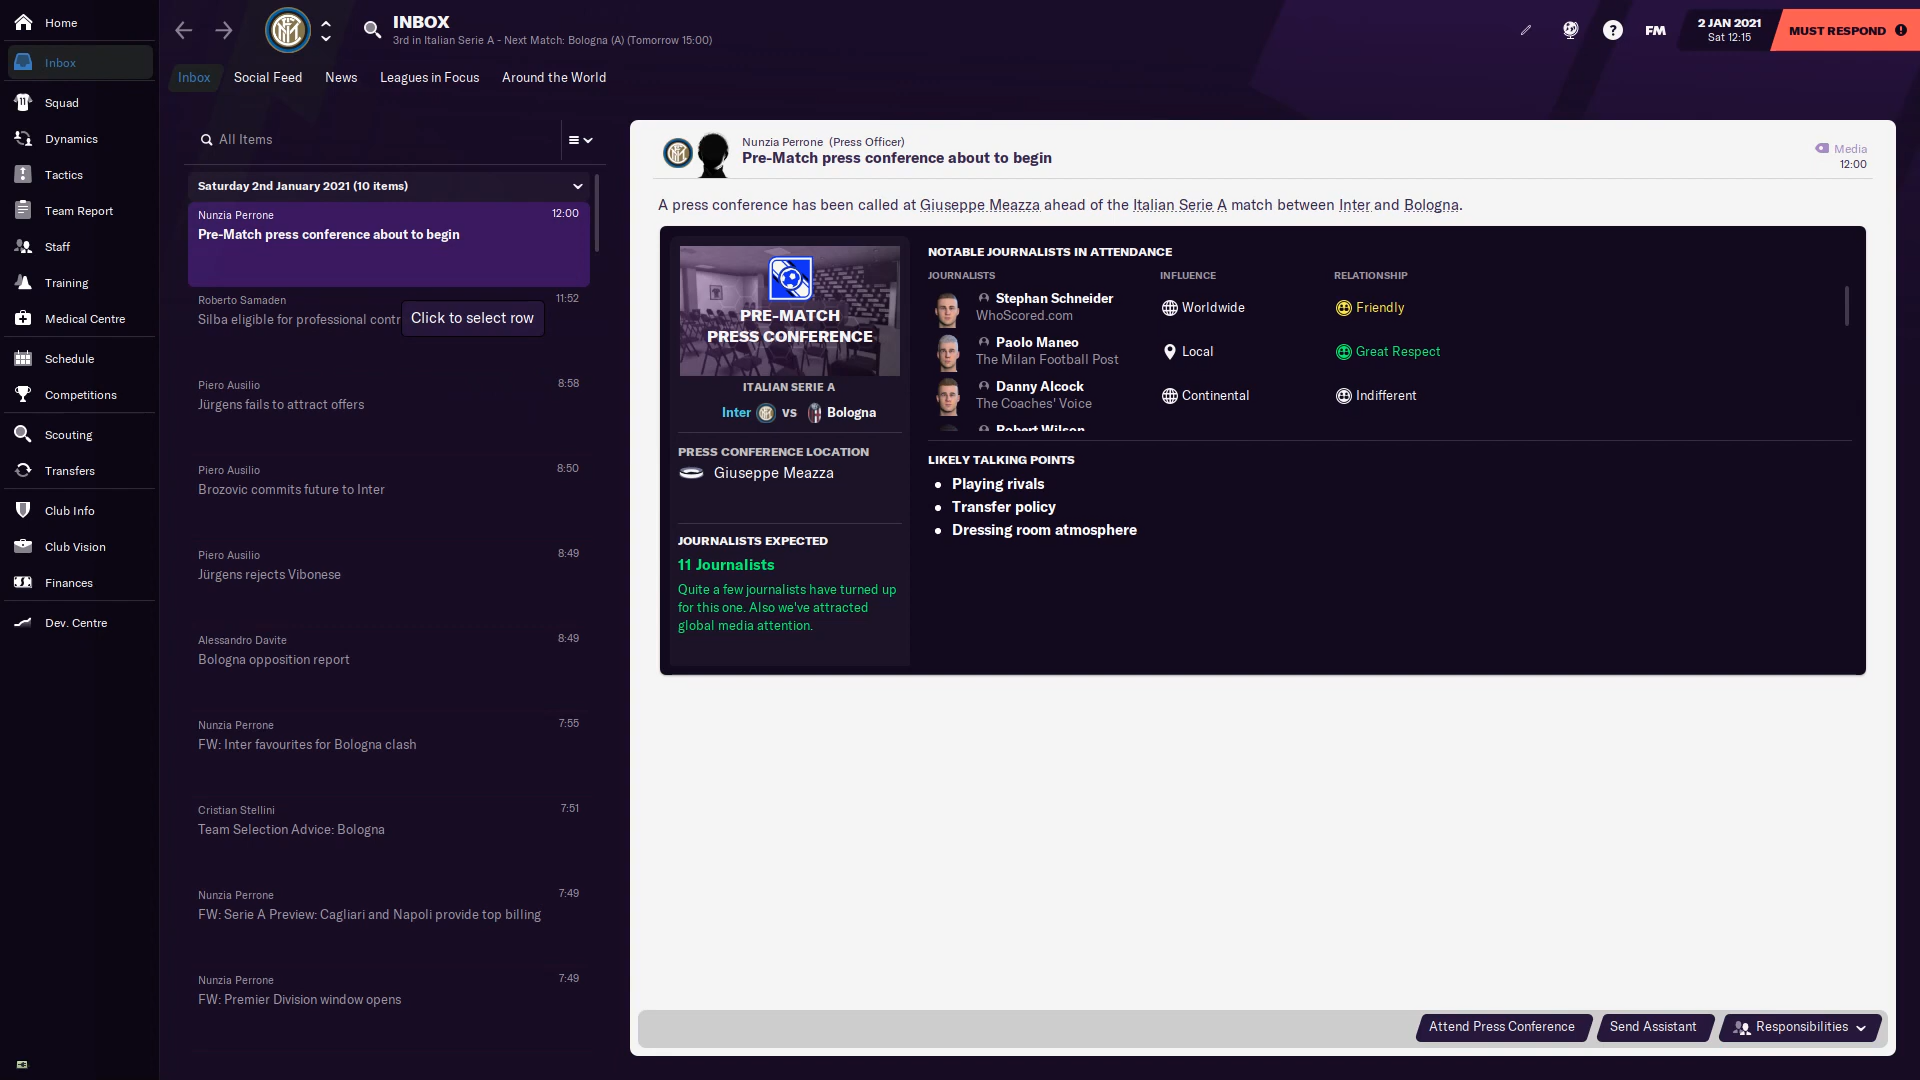 Home
Inbox
Squad
Dynamics
Tactics
Team Report
Staff
Training
Medical Centre
Schedule
Competitions
Scouting
Transfers
Club Info
Club Vision
Finances
Dev. Centre
INBOX
3rd in Italian Serie A - Next Match: Bologna (A) (Tomorrow 15:00)
FM
2 JAN 2021
Sat 12:15
MUST RESPOND
Inbox Social Feed News Leagues in Focus Around the World
All Items
Saturday 2nd January 2021 (10 items)
Nunzia Perrone 12:00
Pre-Match press conference about to begin
Roberto Samaden 11:52
Silba eligible for professional contr
Click to select row
Piero Ausilio 8:58
Jürgens fails to attract offers
Piero Ausilio 8:50
Brozovic commits future to Inter
Piero Ausilio 8:49
Jürgens rejects Vibonese
Alessandro Davite 8:49
Bologna opposition report
Nunzia Perrone 7:55
FW: Inter favourites for Bologna clash
Cristian Stellini 7:51
Team Selection Advice: Bologna
Nunzia Perrone 7:49
FW: Serie A Preview: Cagliari and Napoli provide top billing
Nunzia Perrone 7:49
FW: Premier Division window opens
Nunzia Perrone (Press Officer)
Pre-Match press conference about to begin
Media
12:00
A press conference has been called at Giuseppe Meazza ahead of the Italian Serie A match between Inter and Bologna.
PRE-MATCH
PRESS CONFERENCE
ITALIAN SERIE A
Inter VS Bologna
PRESS CONFERENCE LOCATION
Giuseppe Meazza
JOURNALISTS EXPECTED
11 Journalists
Quite a few journalists have turned up
for this one. Also we've attracted
global media attention.
NOTABLE JOURNALISTS IN ATTENDANCE
JOURNALISTS INFLUENCE RELATIONSHIP
Stephan Schneider
WhoScored.com
Worldwide Friendly
Paolo Maneo
The Milan Football Post
Local Great Respect
Danny Alcock
The Coaches' Voice
Continental Indifferent
Robert Wilson
LIKELY TALKING POINTS
• Playing rivals
• Transfer policy
• Dressing room atmosphere
Attend Press Conference Send Assistant Responsibilities